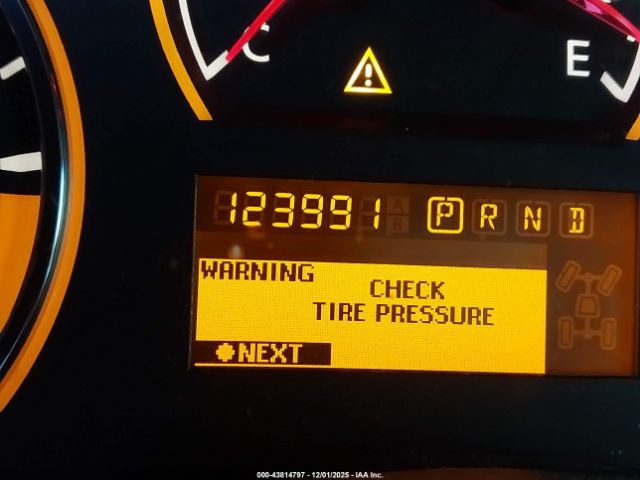 C
E
123991 P R N D
A
B
WARNING
CHECK
TIRE PRESSURE
NEXT
000-43814797 - 12/01/2025 - IAA Inc.